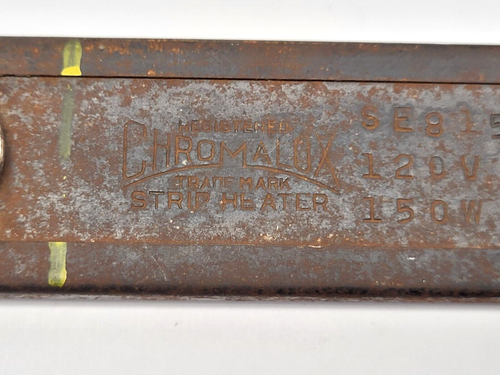 REGISTERED
CHROMALOX
TRADE MARK
STRIP HEATER
SE815
120V.
150W